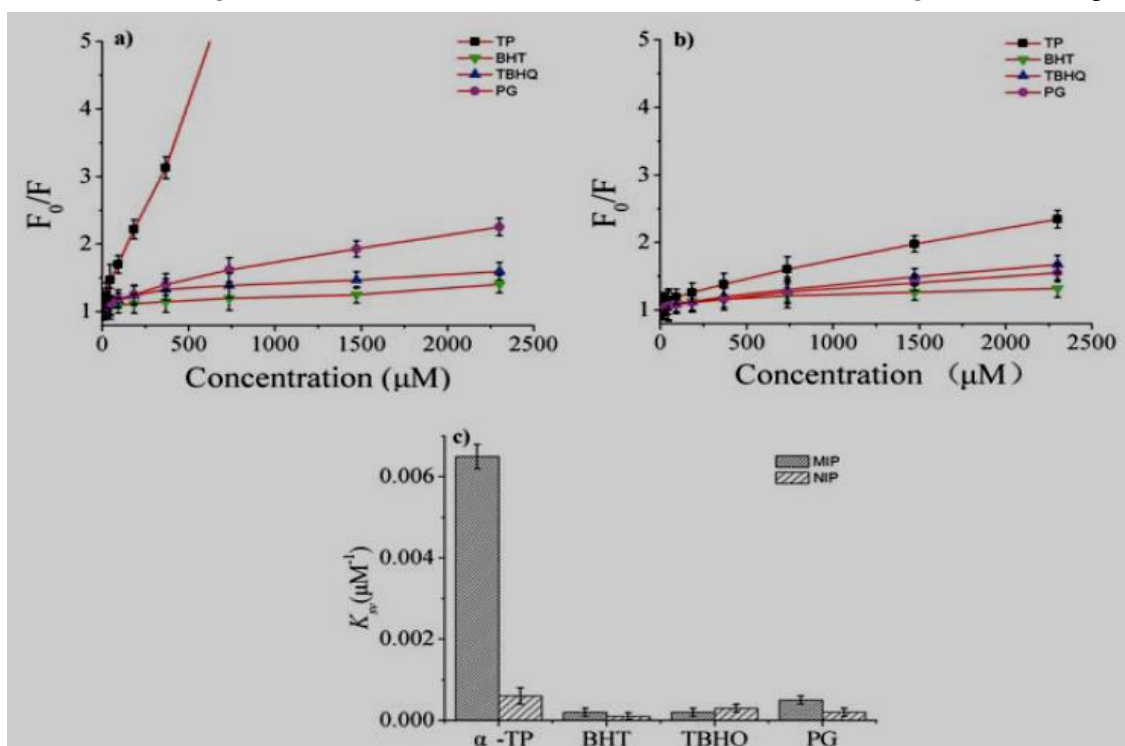 a)
TP
BHT
TBHQ
PG
5
4
3
2
1
F0/F
0 500 1000 1500 2000 2500
Concentration (μM)
b)
TP
BHT
TBHQ
PG
5
4
3
2
1
F0/F
0 500 1000 1500 2000 2500
Concentration （μM）
c)
MIP
NIP
0.006
0.004
0.002
0.000
Ksv(μM-1)
α -TP BHT TBHQ PG